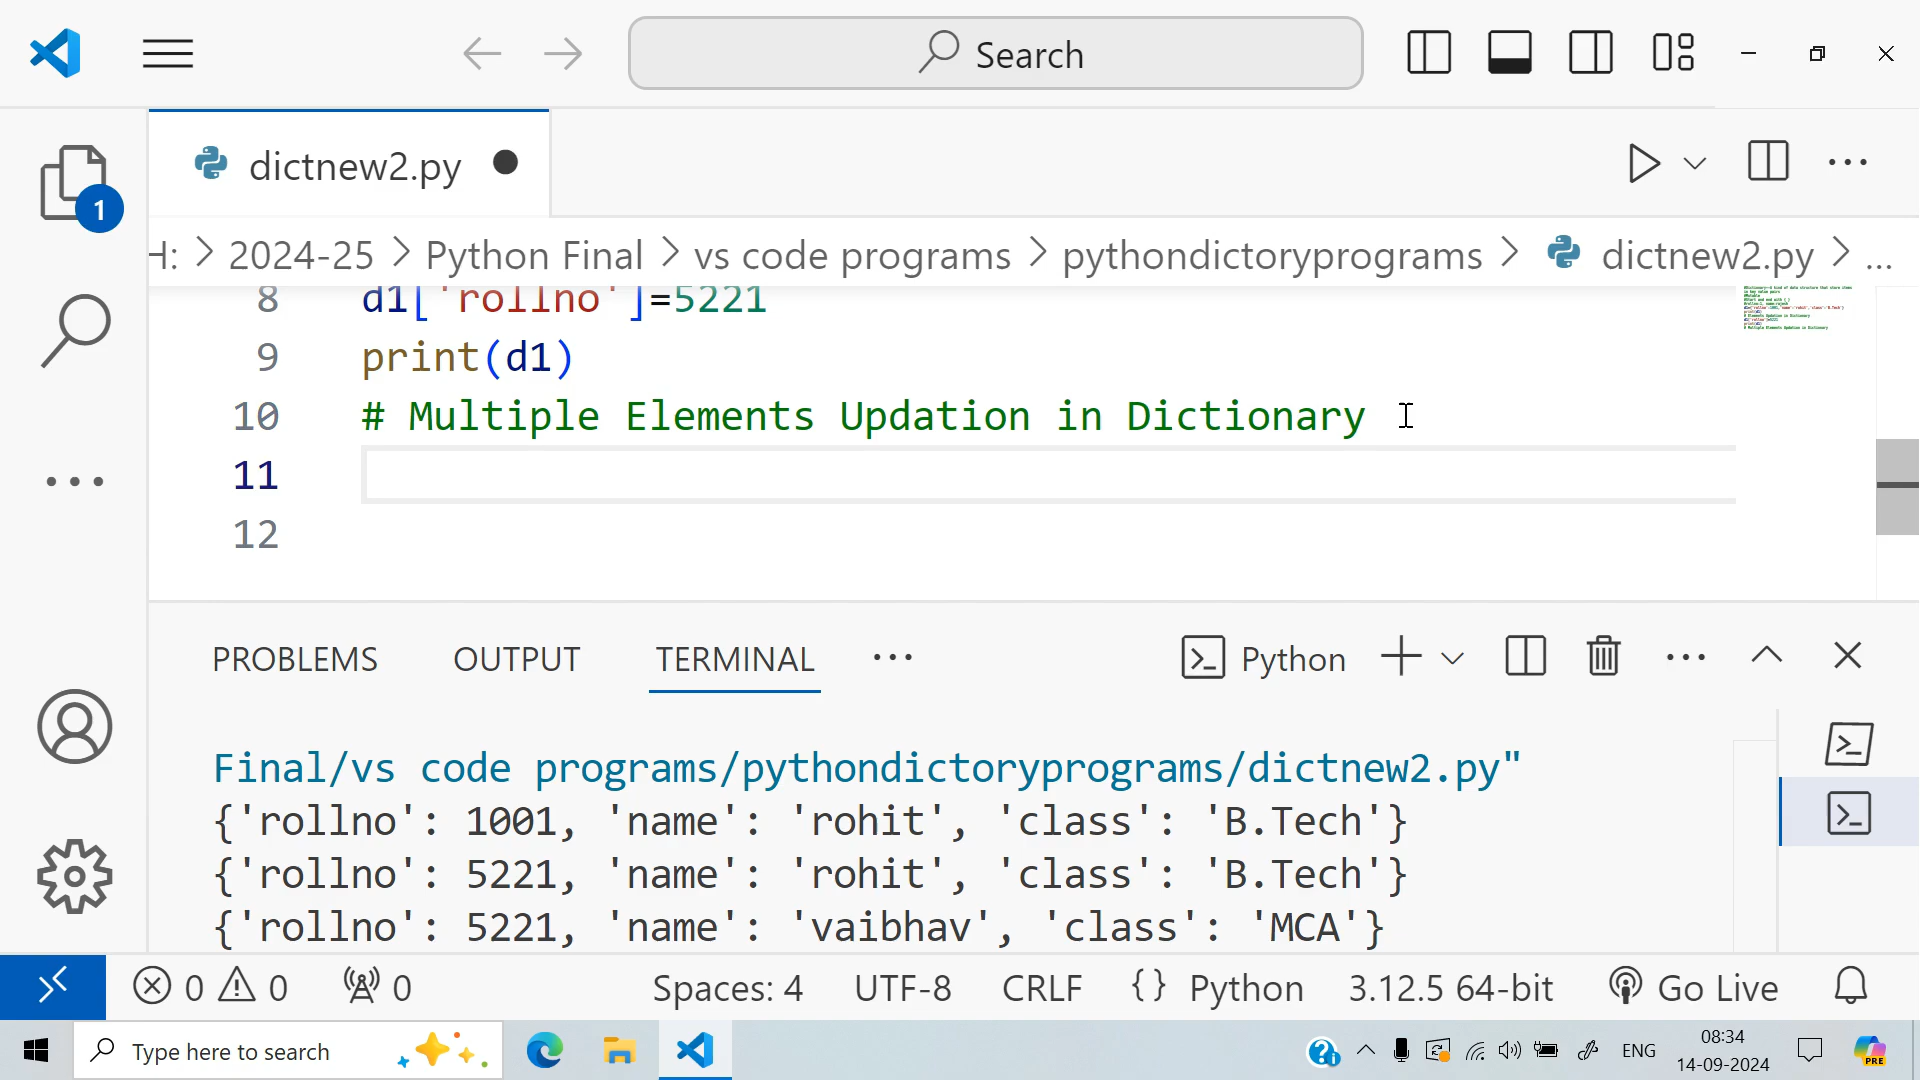 Search
dictnew2.py
1
H: > 2024-25 > Python Final > vs code programs > pythondictoryprograms > dictnew2.py > ...
8 d1['rollno']=5221
9 print(d1)
10 # Multiple Elements Updation in Dictionary
11
12
PROBLEMS OUTPUT TERMINAL ... Python
Final/vs code programs/pythondictoryprograms/dictnew2.py"
{'rollno': 1001, 'name': 'rohit', 'class': 'B.Tech'}
{'rollno': 5221, 'name': 'rohit', 'class': 'B.Tech'}
{'rollno': 5221, 'name': 'vaibhav', 'class': 'MCA'}
0 0 0 Spaces: 4 UTF-8 CRLF {} Python 3.12.5 64-bit Go Live
Type here to search
ENG
08:34
14-09-2024
PRE